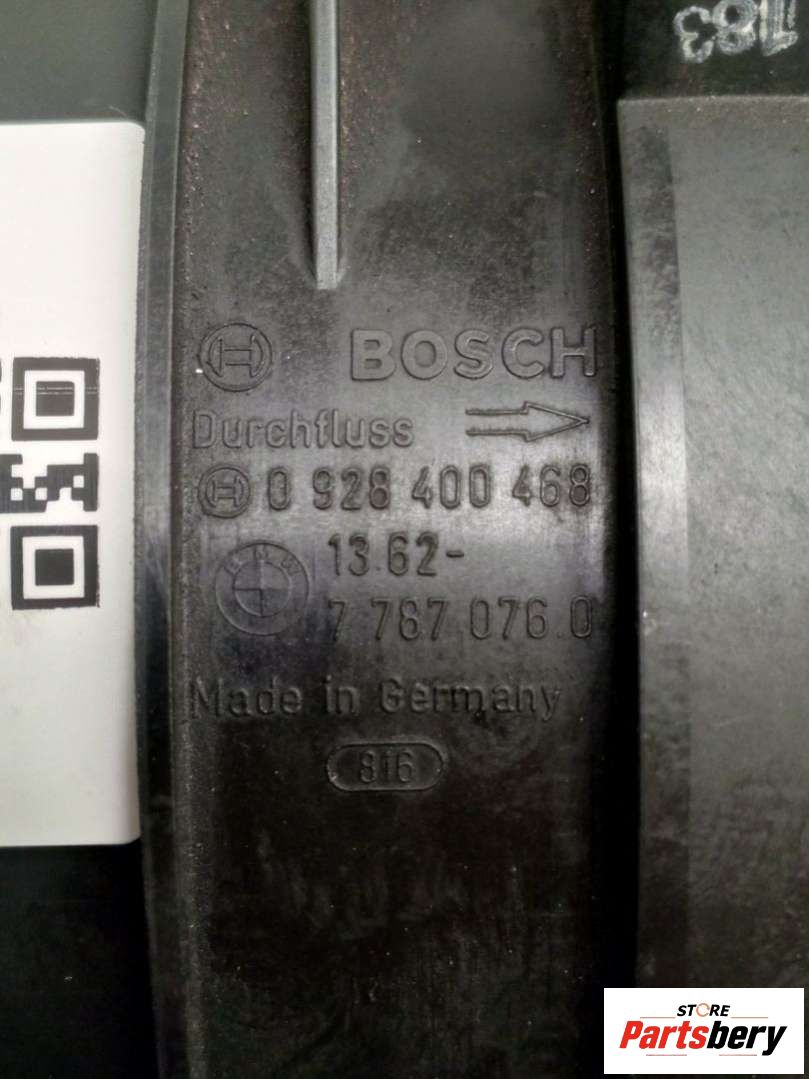 183
BOSCH
Durchfluss
0 928 400 468
BMW
13.62-
7 787 076.0
Made in Germany
816
STORE
Partsbery